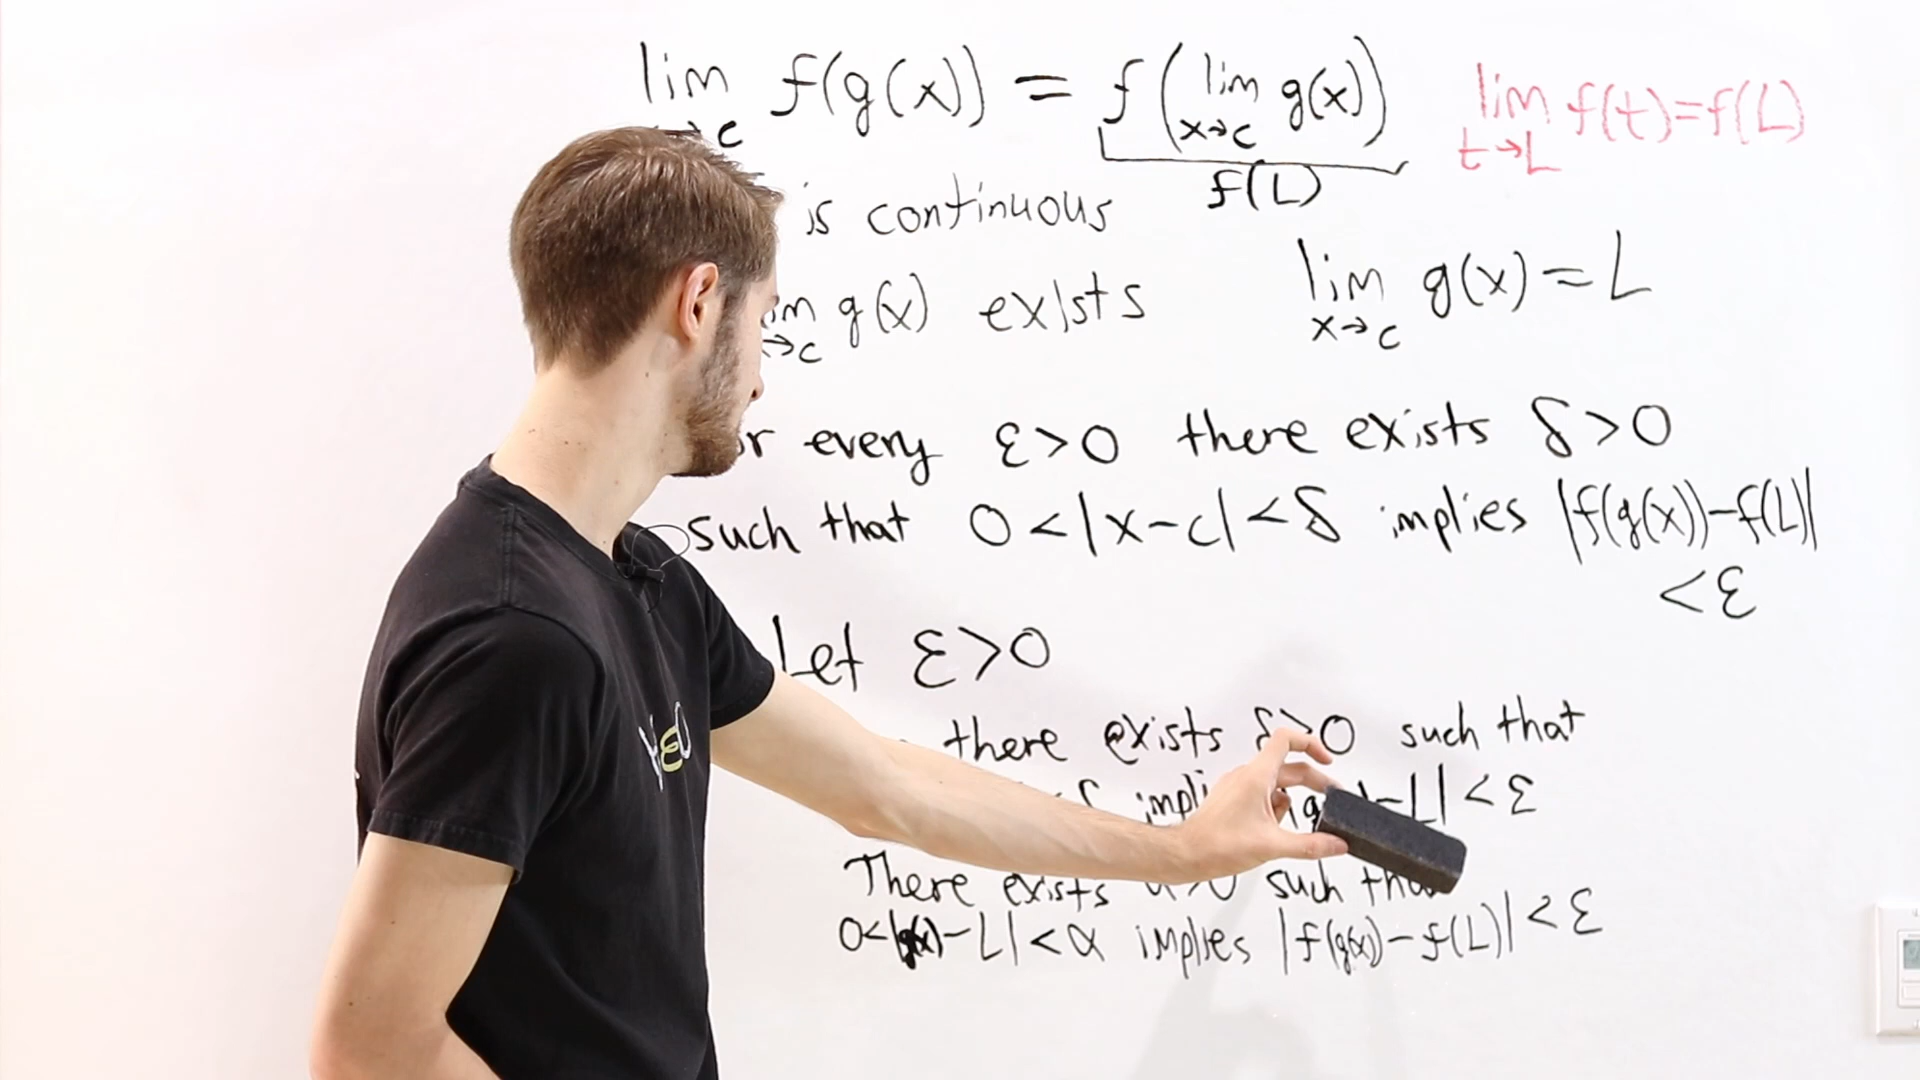 lim f(g(x)) = f(lim g(x))
x→c
f(L)
lim f(t)=f(L)
t→L
is continuous
g(x) exists
→c
lim g(x) = L
x→c
every ε>0 there exists δ>0
such that 0<|x-c|<δ implies |f(g(x))-f(L)|
<ε
Let ε>0
there exists δ>0 such that
-L|<ε
There exists α>0 such that
0<|g(x)-L|<α implies |f(g(x))-f(L)|<ε